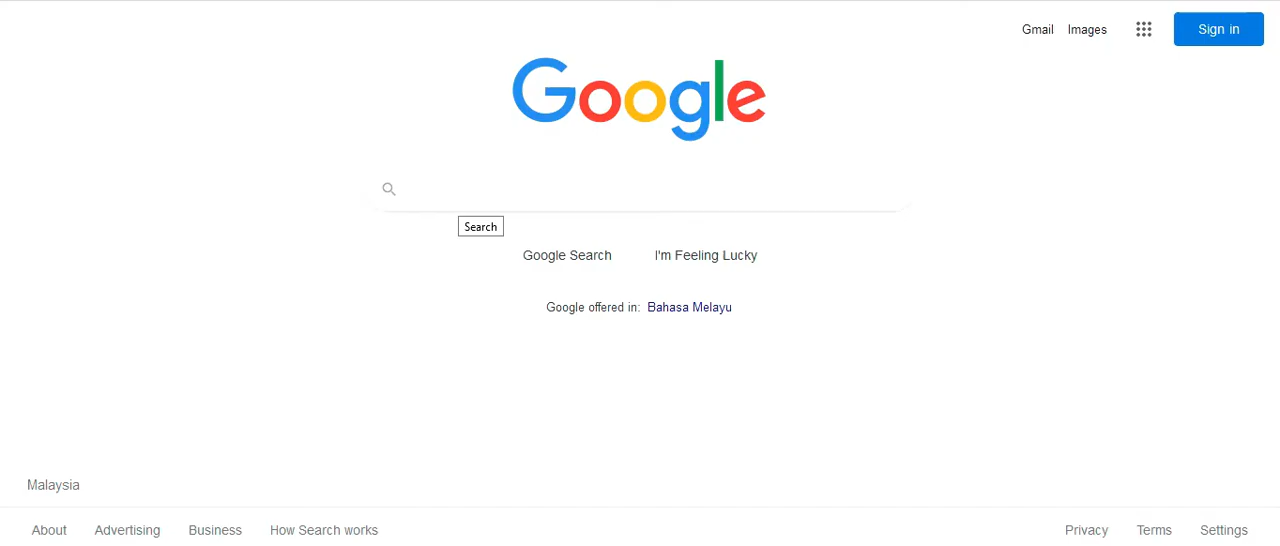 Gmail Images Sign in
Google
Search
Google Search I'm Feeling Lucky
Google offered in: Bahasa Melayu
Malaysia
About Advertising Business How Search works Privacy Terms Settings